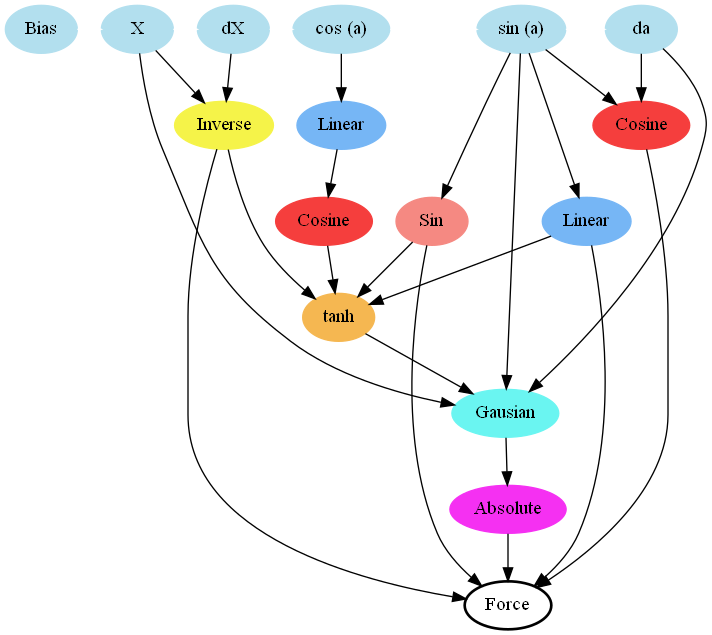 Bias
X
dX
cos (a)
sin (a)
da
Inverse
Linear
Cosine
Cosine
Sin
Linear
tanh
Gausian
Absolute
Force